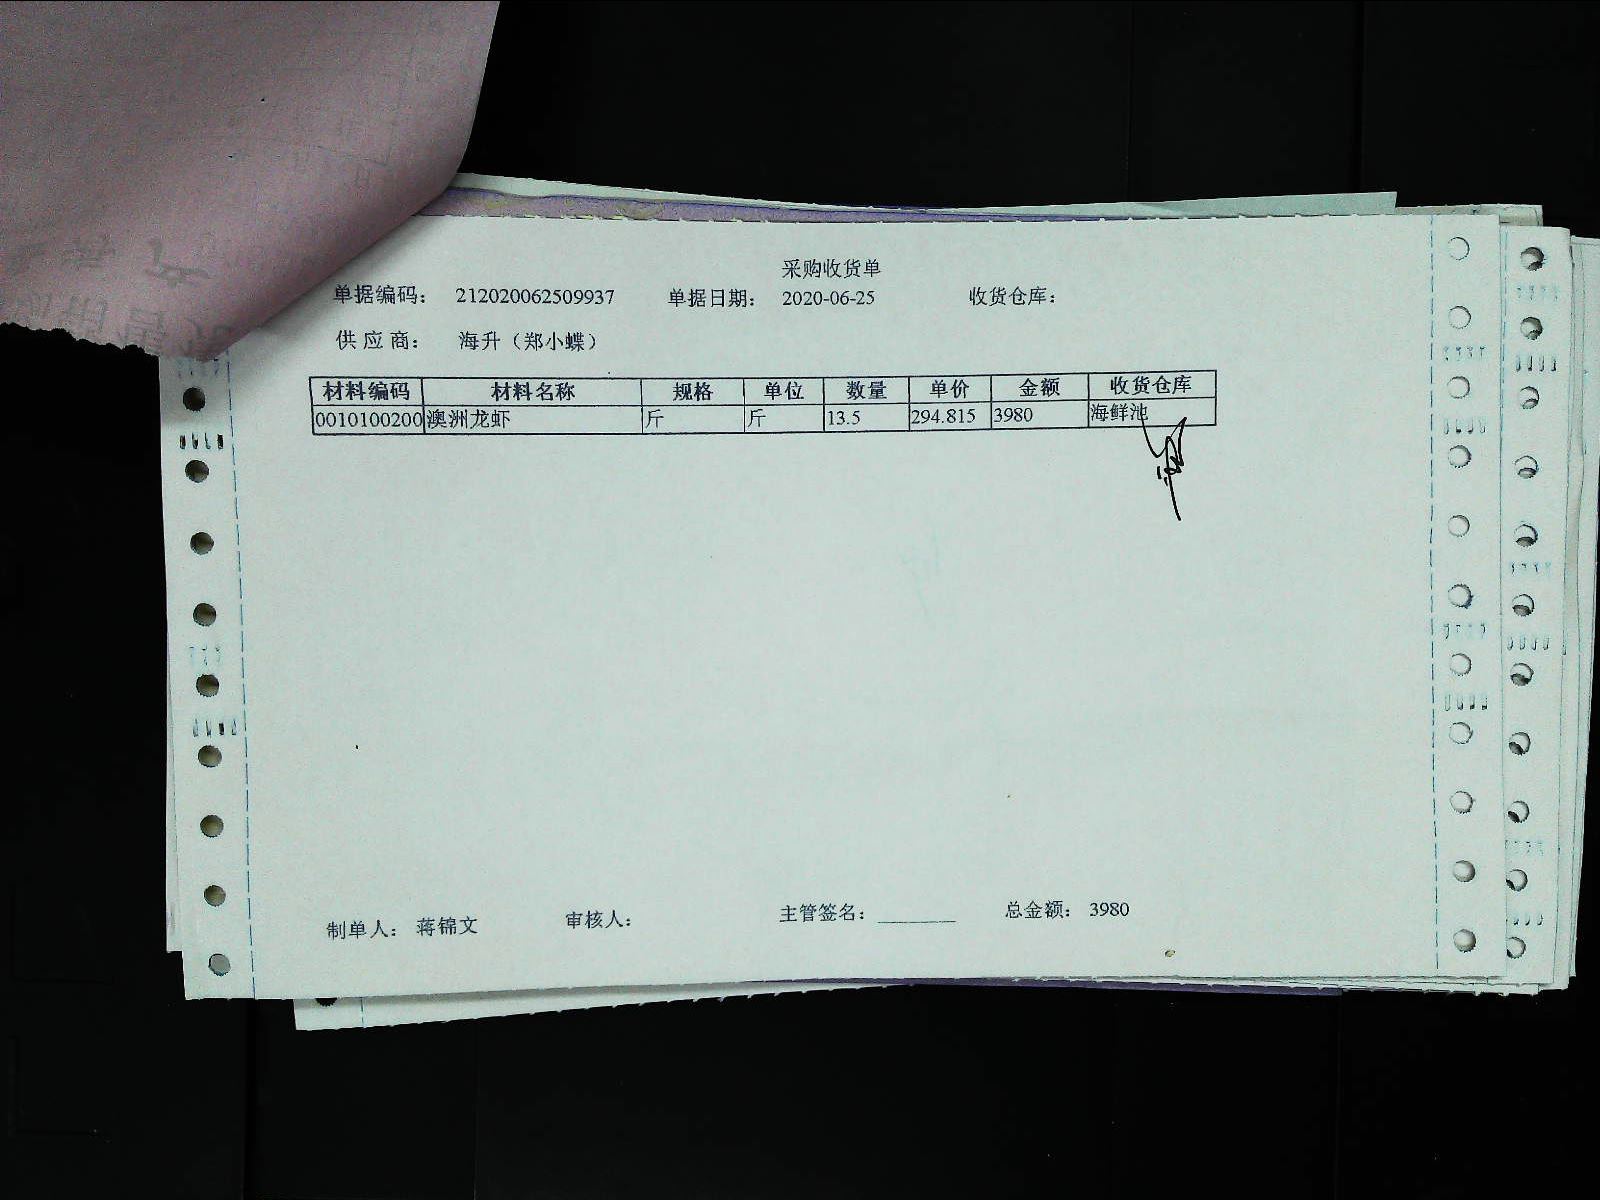 采购收货单
单据编码： 212020062509937 单据日期： 2020-06-25 收货仓库：
供应商： 海升（郑小蝶）
材料编码 材料名称 规格 单位 数量 单价 金额 收货仓库
0010100200 澳洲龙虾 斤 斤 13.5 294.815 3980 海鲜池
制单人： 蒋锦文 审核人： 主管签名：________ 总金额： 3980